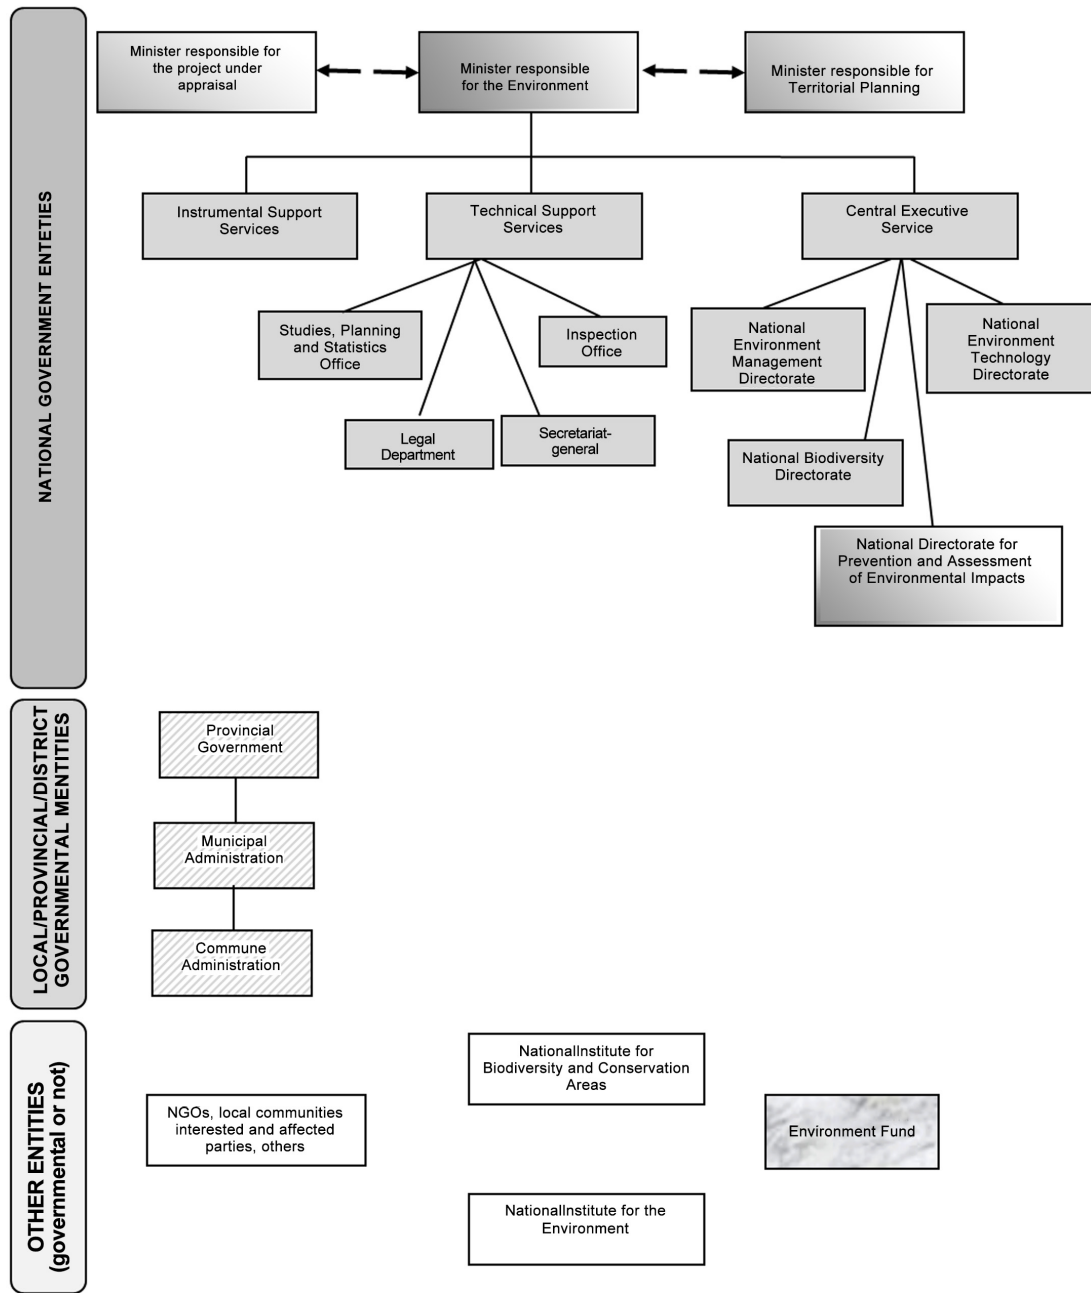 NATIONAL GOVERNMENT ENTETIES
Minister responsible for
the project under
appraisal
Minister responsible
for the Environment
Minister responsible for
Territorial Planning
Instrumental Support
Services
Technical Support
Services
Central Executive
Service
Studies, Planning
and Statistics
Office
Inspection
Office
National
Environment
Management
Directorate
National
Environment
Technology
Directorate
Legal
Department
Secretariat-
general
National Biodiversity
Directorate
National Directorate for
Prevention and Assessment
of Environmental Impacts
LOCAL/PROVINCIAL/DISTRICT
GOVERNMENTAL MENTITIES
Provincial
Government
Municipal
Administration
Commune
Administration
OTHER ENTITIES
(governmental or not)
NGOs, local communities
interested and affected
parties, others
NationalInstitute for
Biodiversity and Conservation
Areas
Environment Fund
NationalInstitute for the
Environment